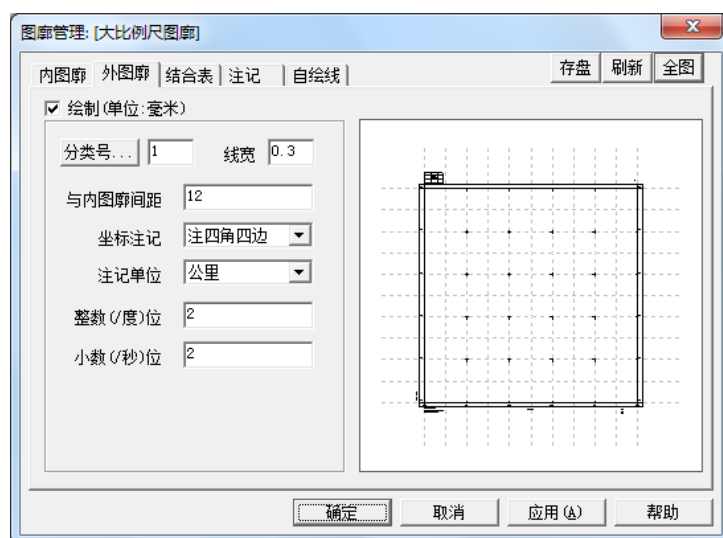 图廓管理: [大比例尺图廓]
内图廓 外图廓 结合表 注记 自绘线 存盘 刷新 全图
绘制(单位:毫米)
分类号... 1 线宽 0.3
与内图廓间距 12
坐标注记 注四角四边
注记单位 公里
整数(/度)位 2
小数(/秒)位 2
确定 取消 应用(A) 帮助